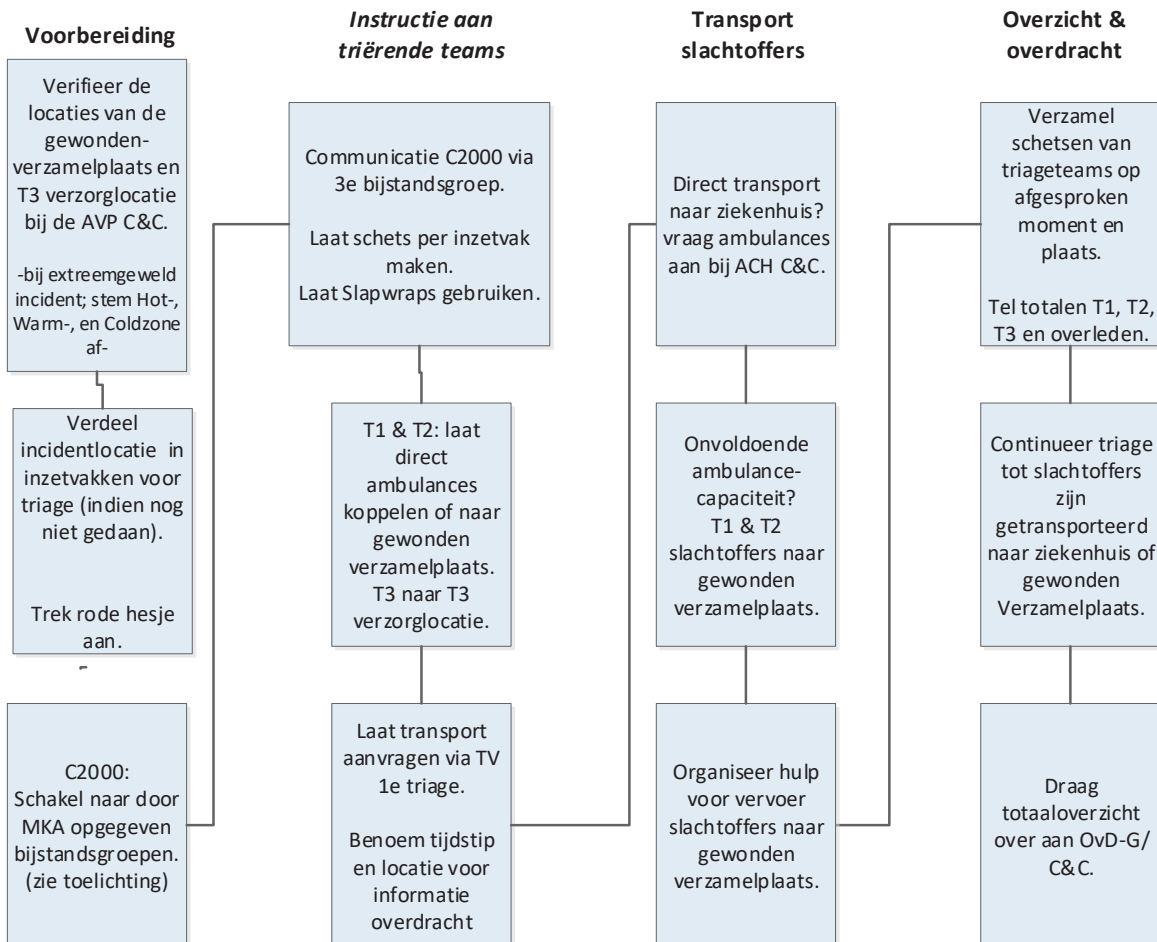 Voorbereiding
Verifieer de
locaties van de
gewonden-
verzamelplaats en
T3 verzorglocatie
bij de AVP C&C.
-bij extreemgeweld
incident; stem Hot-,
Warm-, en Coldzone
af-
Verdeel
incidentlocatie in
inzetvakken voor
triage (indien nog
niet gedaan).
Trek rode hesje
aan.
C2000:
Schakel naar door
MKA opgegeven
bijstandsgroepen.
(zie toelichting)
Instructie aan
triërende teams
Communicatie C2000 via
3e bijstandsgroep.
Laat schets per inzetvak
maken.
Laat Slapwraps gebruiken.
T1 & T2: laat
direct
ambulances
koppelen of naar
gewonden
verzamelplaats.
T3 naar T3
verzorglocatie.
Laat transport
aanvragen via TV
1e triage.
Benoem tijdstip
en locatie voor
informatie
overdracht
Transport
slachtoffers
Direct transport
naar ziekenhuis?
vraag ambulances
aan bij ACH C&C.
Onvoldoende
ambulance-
capaciteit?
T1 & T2
slachtoffers naar
gewonden
verzamelplaats.
Organiseer hulp
voor vervoer
slachtoffers naar
gewonden
verzamelplaats.
Overzicht &
overdracht
Verzamel
schetsen van
triageteams op
afgesproken
moment en
plaats.
Tel totalen T1, T2,
T3 en overleden.
Continueer triage
tot slachtoffers
zijn
getransporteerd
naar ziekenhuis of
gewonden
Verzamelplaats.
Draag
totaaloverzicht
over aan OvD-G/
C&C.